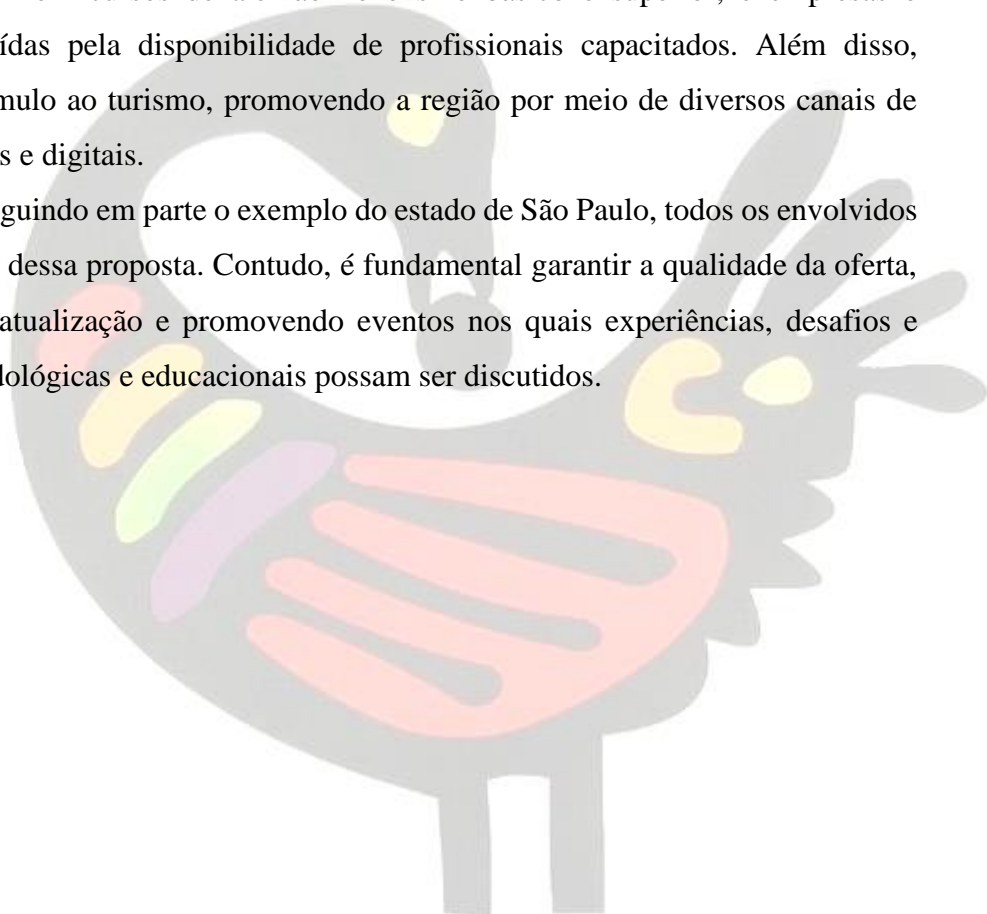 ídas pela disponibilidade de profissionais capacitados. Além disso,
mulo ao turismo, promovendo a região por meio de diversos canais de
s e digitais.
guindo em parte o exemplo do estado de São Paulo, todos os envolvidos
dessa proposta. Contudo, é fundamental garantir a qualidade da oferta,
atualização e promovendo eventos nos quais experiências, desafios e
dológicas e educacionais possam ser discutidos.